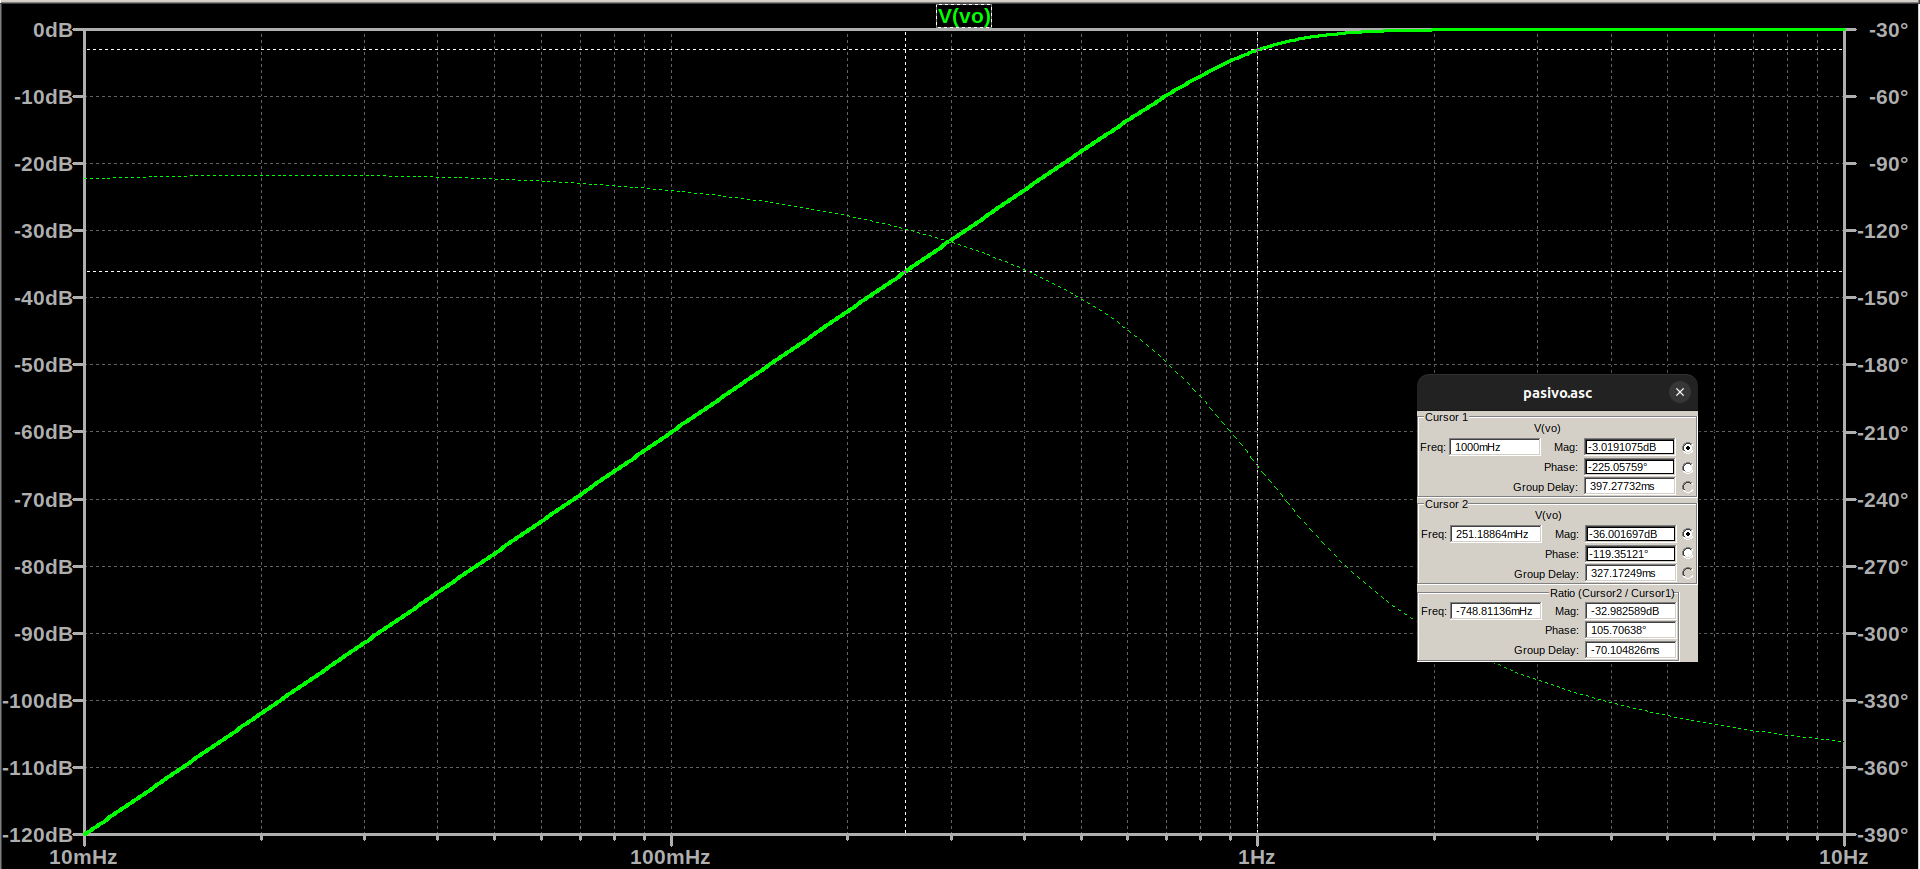 V(vo)
0dB
-10dB
-20dB
-30dB
-40dB
-50dB
-60dB
-70dB
-80dB
-90dB
-100dB
-110dB
-120dB
-30°
-60°
-90°
-120°
-150°
-180°
-210°
-240°
-270°
-300°
-330°
-360°
-390°
10mHz 100mHz 1Hz 10Hz
pasivo.asc
Cursor 1
V(vo)
Freq: 1000mHz Mag: -3.0191075dB
Phase: -225.05759°
Group Delay: 397.27732ms
Cursor 2
V(vo)
Freq: 251.18864mHz Mag: -36.001697dB
Phase: -119.35121°
Group Delay: 327.17249ms
Ratio (Cursor2 / Cursor1)
Freq: -748.81136mHz Mag: -32.982589dB
Phase: 105.70638°
Group Delay: -70.104826ms